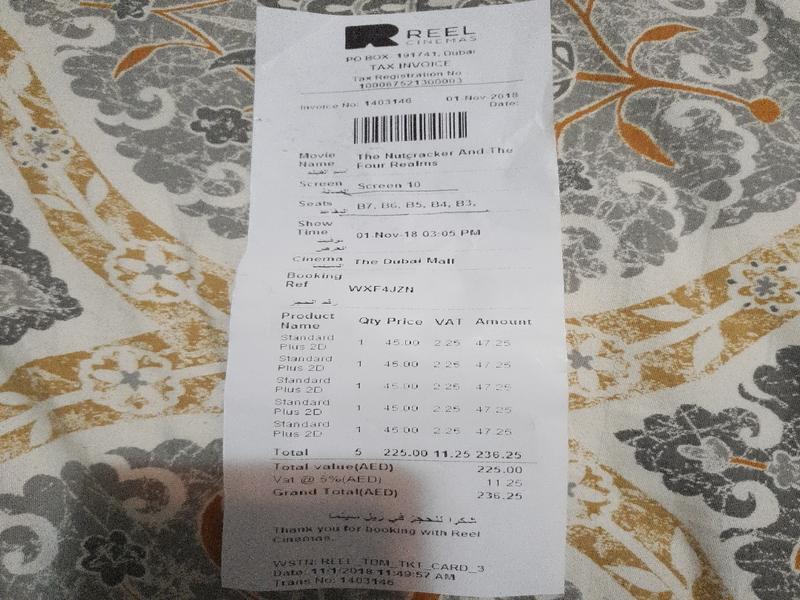 REEL
CINEMAS
PO BOX: 191741, Dubai
TAX INVOICE
Tax Registration No
100067521300003
Invoice No: 1403146 01-Nov-2018
Date:
Movie Name The Nutcracker And The Four Realms
اسم الفيلم
Screen Screen 10
الشاشة
Seats B7, B6, B5, B4, B3,
المقاعد
Show Time 01-Nov-18 03:05 PM
توقيت العرض
Cinema The Dubai Mall
السينما
Booking Ref WXF4JZN
رقم الحجز
Product Name Qty Price VAT Amount
Standard Plus 2D 1 45.00 2.25 47.25
Standard Plus 2D 1 45.00 2.25 47.25
Standard Plus 2D 1 45.00 2.25 47.25
Standard Plus 2D 1 45.00 2.25 47.25
Standard Plus 2D 1 45.00 2.25 47.25
Total 5 225.00 11.25 236.25
Total value(AED) 225.00
Vat @ 5%(AED) 11.25
Grand Total(AED) 236.25
شكرا للحجز في ريل سينما
Thank you for booking with Reel
Cinemas.
WSTN: REEL_TDM_TKT_CARD_3
Date: 11/1/2018 11:49:57 AM
Trans No: 1403146